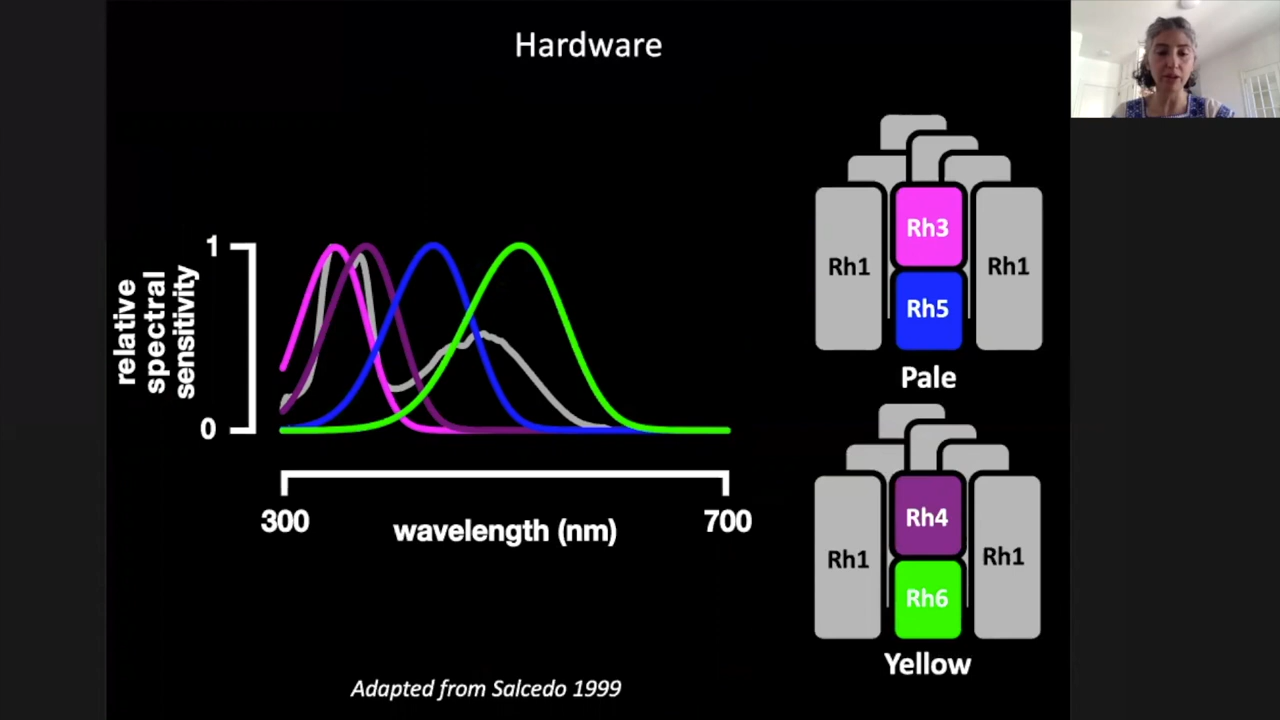 Hardware
1
relative
spectral
sensitivity
0
300
wavelength (nm)
700
Adapted from Salcedo 1999
Rh3
Rh1
Rh1
Rh5
Pale
Rh4
Rh1
Rh1
Rh6
Yellow